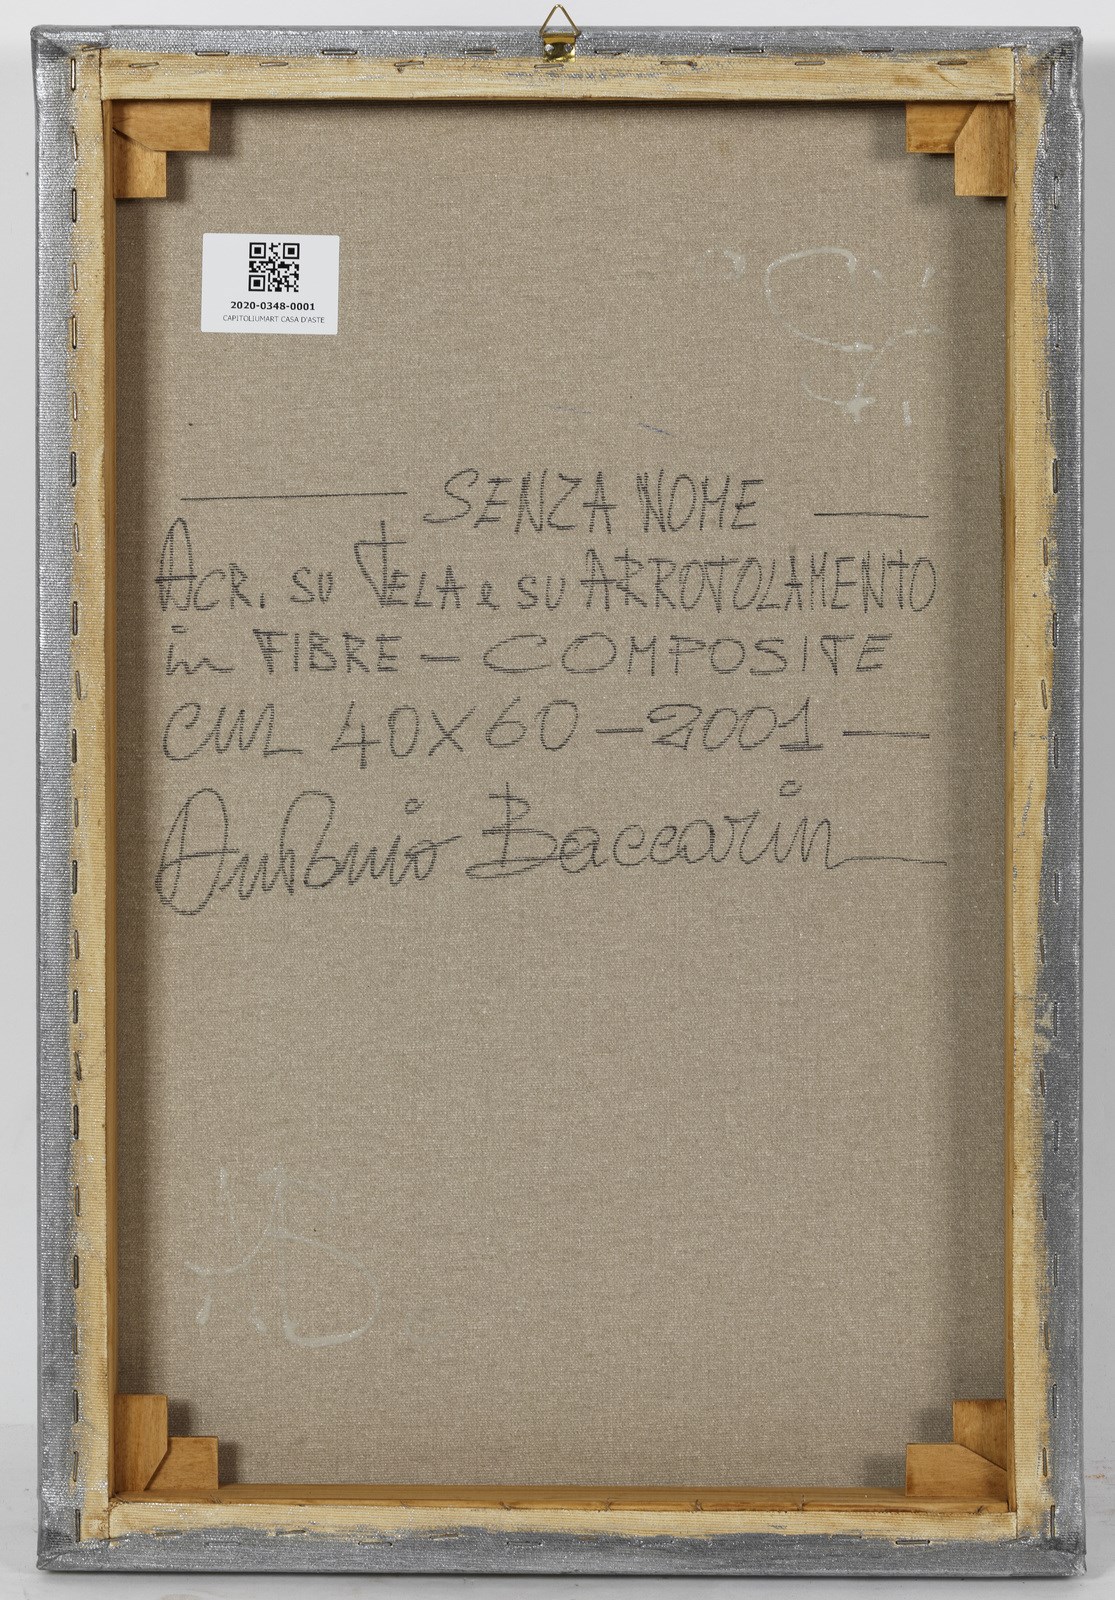 2020-0348-0001
CAPITOLIUMART CASA D'ASTE
SENZA NOME
ACR. SU TELA e SU ARROTOLAMENTO
in FIBRE - COMPOSITE
CM 40X60 - 2001 -
Antonio Baccarin